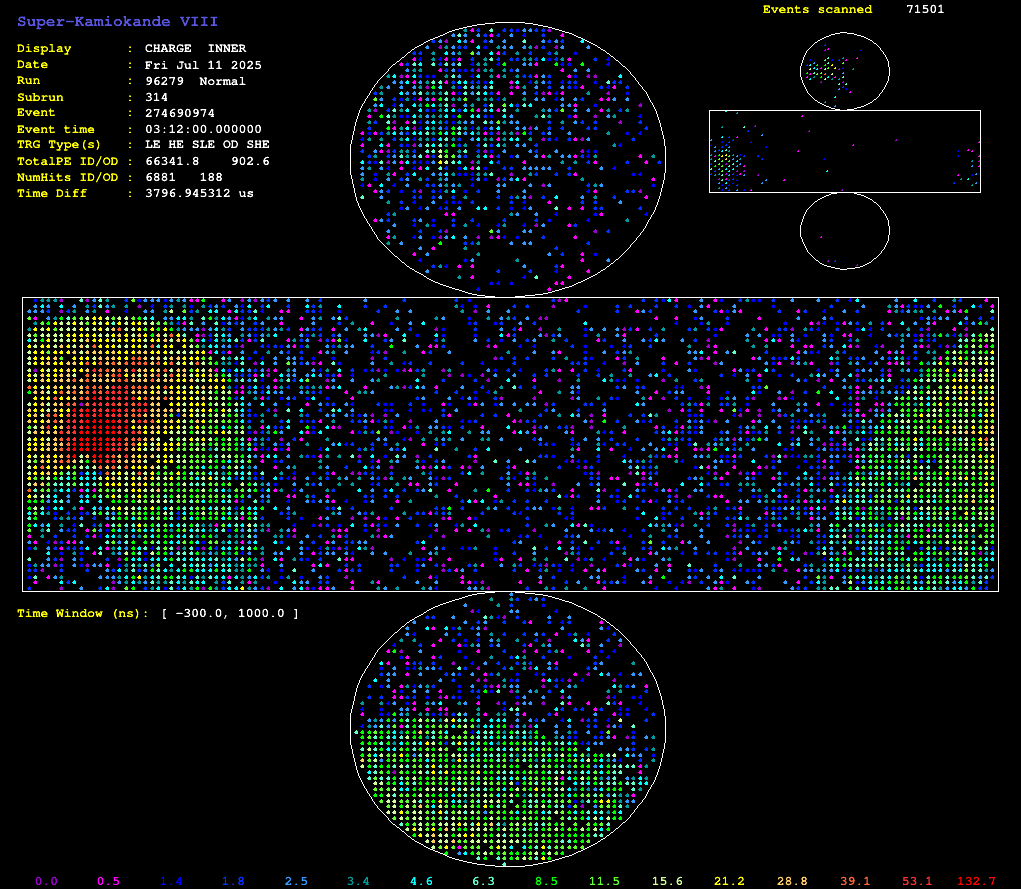 Super-Kamiokande VIII
Events scanned 71501
Display : CHARGE INNER
Date : Fri Jul 11 2025
Run : 96279 Normal
Subrun : 314
Event : 274690974
Event time : 03:12:00.000000
TRG Type(s) : LE HE SLE OD SHE
TotalPE ID/OD : 66341.8 902.6
NumHits ID/OD : 6881 188
Time Diff : 3796.945312 us
Time Window (ns): [ -300.0, 1000.0 ]
0.0 0.5 1.4 1.8 2.5 3.4 4.6 6.3 8.5 11.5 15.6 21.2 28.8 39.1 53.1 132.7